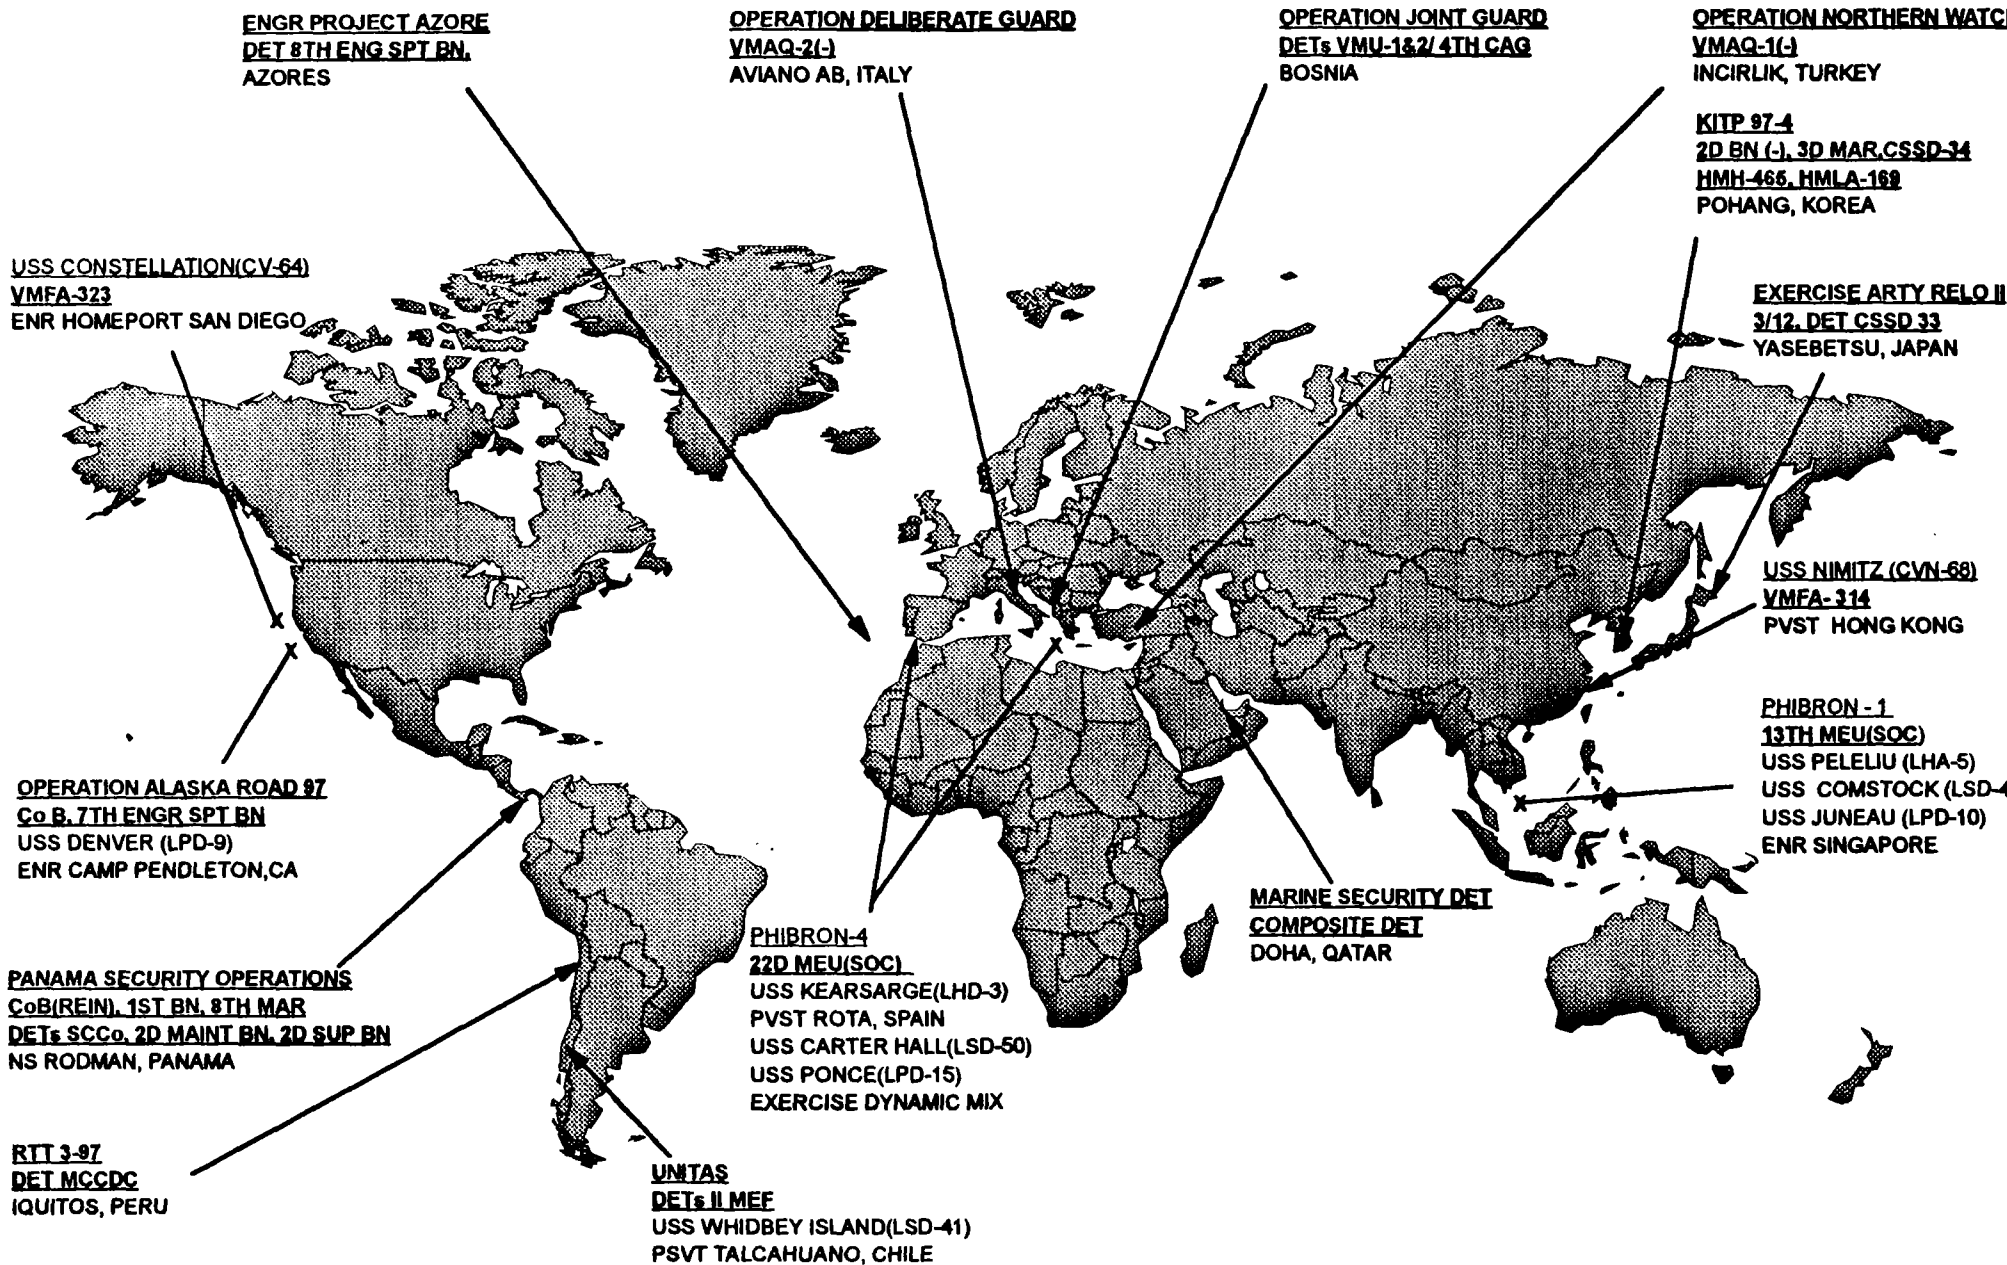 ENGR PROJECT AZORE
DET 8TH ENG SPT BN,
AZORES
OPERATION DELIBERATE GUARD
VMAQ-2(-)
AVIANO AB, ITALY
OPERATION JOINT GUARD
DETs VMU-1&2/ 4TH CAG
BOSNIA
OPERATION NORTHERN WATC
VMAQ-1(-)
INCIRLIK, TURKEY
KITP 97-4
2D BN (-), 3D MAR,CSSD-34
HMH-465, HMLA-169
POHANG, KOREA
USS CONSTELLATION(CV-64)
VMFA-323
ENR HOMEPORT SAN DIEGO
EXERCISE ARTY RELO II
3/12, DET CSSD 33
YASEBETSU, JAPAN
USS NIMITZ (CVN-68)
VMFA- 314
PVST HONG KONG
PHIBRON - 1
13TH MEU(SOC)
USS PELELIU (LHA-5)
USS COMSTOCK (LSD-4
USS JUNEAU (LPD-10)
ENR SINGAPORE
OPERATION ALASKA ROAD 97
Co B, 7TH ENGR SPT BN
USS DENVER (LPD-9)
ENR CAMP PENDLETON,CA
MARINE SECURITY DET
COMPOSITE DET
DOHA, QATAR
PHIBRON-4
22D MEU(SOC)
USS KEARSARGE(LHD-3)
PVST ROTA, SPAIN
USS CARTER HALL(LSD-50)
USS PONCE(LPD-15)
EXERCISE DYNAMIC MIX
PANAMA SECURITY OPERATIONS
CoB(REIN), 1ST BN, 8TH MAR
DETs SCCo, 2D MAINT BN, 2D SUP BN
NS RODMAN, PANAMA
RTT 3-97
DET MCCDC
IQUITOS, PERU
UNITAS
DETs II MEF
USS WHIDBEY ISLAND(LSD-41)
PSVT TALCAHUANO, CHILE